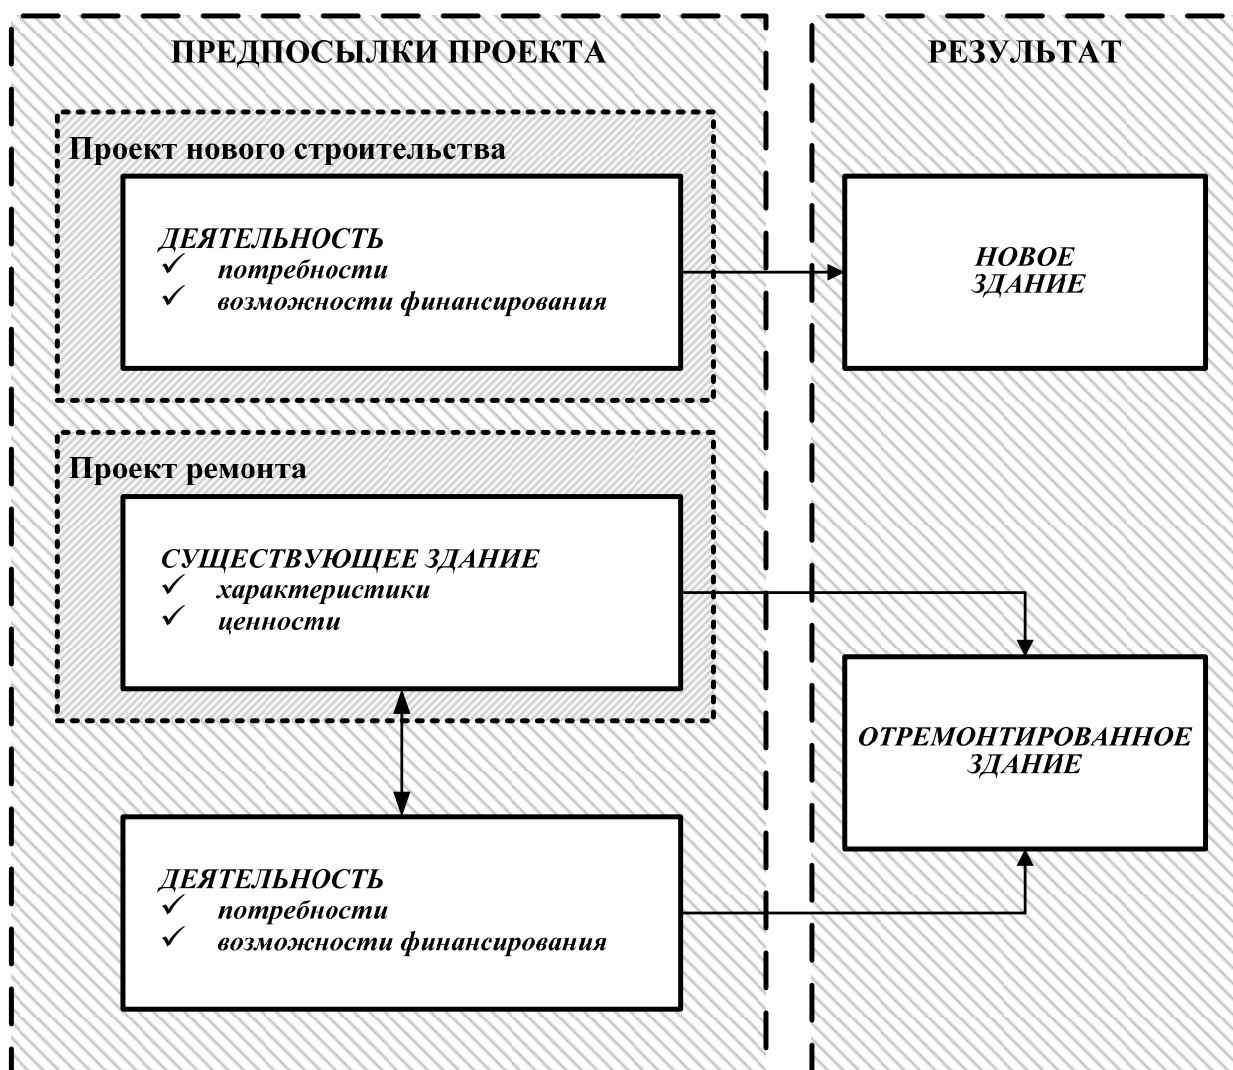 ПРЕДПОСЫЛКИ ПРОЕКТА
РЕЗУЛЬТАТ
Проект нового строительства
ДЕЯТЕЛЬНОСТЬ
✓ потребности
✓ возможности финансирования
НОВОЕ
ЗДАНИЕ
Проект ремонта
СУЩЕСТВУЮЩЕЕ ЗДАНИЕ
✓ характеристики
✓ ценности
ОТРЕМОНТИРОВАННОЕ
ЗДАНИЕ
ДЕЯТЕЛЬНОСТЬ
✓ потребности
✓ возможности финансирования